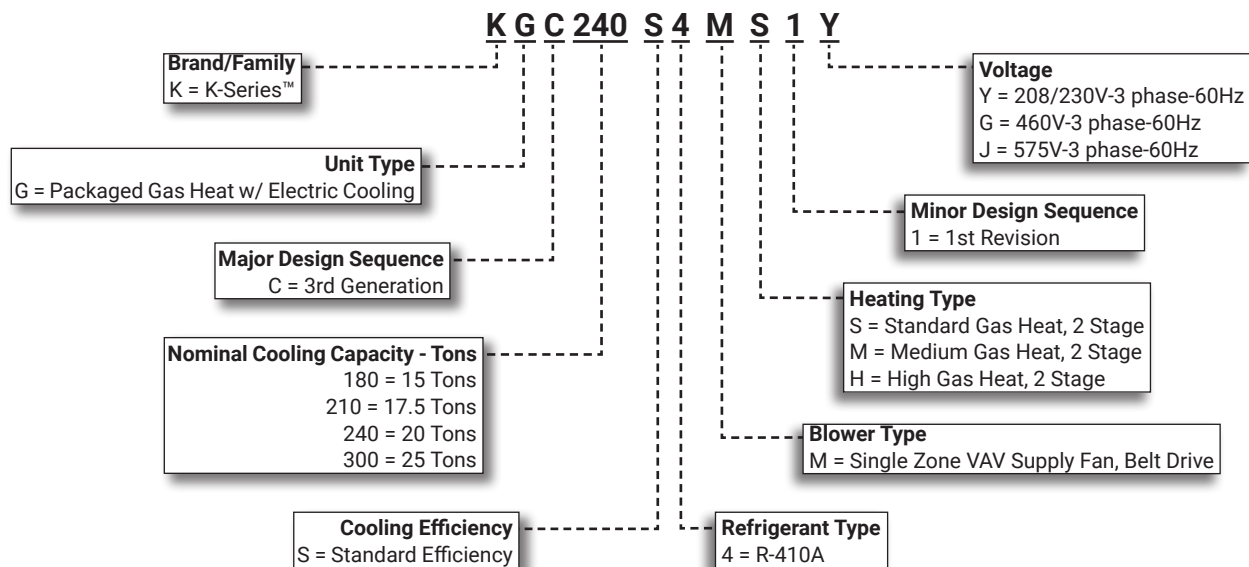 K G C 240 S 4 M S 1 Y
Brand/Family
K = K-Series™
Unit Type
G = Packaged Gas Heat w/ Electric Cooling
Major Design Sequence
C = 3rd Generation
Nominal Cooling Capacity - Tons
180 = 15 Tons
210 = 17.5 Tons
240 = 20 Tons
300 = 25 Tons
Cooling Efficiency
S = Standard Efficiency
Refrigerant Type
4 = R-410A
Blower Type
M = Single Zone VAV Supply Fan, Belt Drive
Heating Type
S = Standard Gas Heat, 2 Stage
M = Medium Gas Heat, 2 Stage
H = High Gas Heat, 2 Stage
Minor Design Sequence
1 = 1st Revision
Voltage
Y = 208/230V-3 phase-60Hz
G = 460V-3 phase-60Hz
J = 575V-3 phase-60Hz